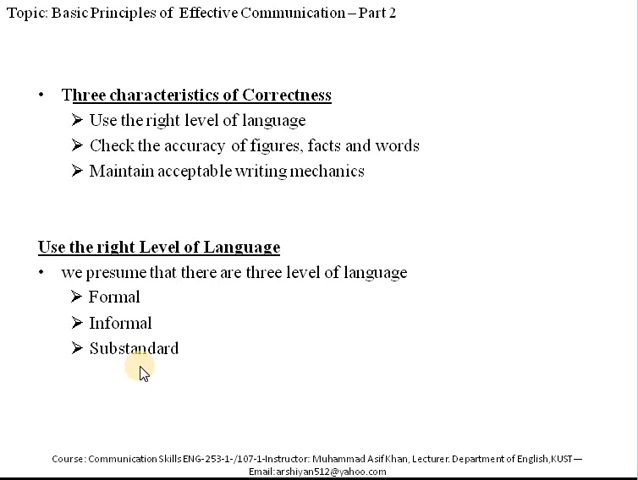 Topic: Basic Principles of Effective Communication – Part 2
• Three characteristics of Correctness
➢ Use the right level of language
➢ Check the accuracy of figures, facts and words
➢ Maintain acceptable writing mechanics
Use the right Level of Language
• we presume that there are three level of language
➢ Formal
➢ Informal
➢ Substandard
Course: Communication Skills ENG-253-1-/107-1-Instructor: Muhammad Asif Khan, Lecturer. Department of English,KUST—
Email:arshiyan512@yahoo.com